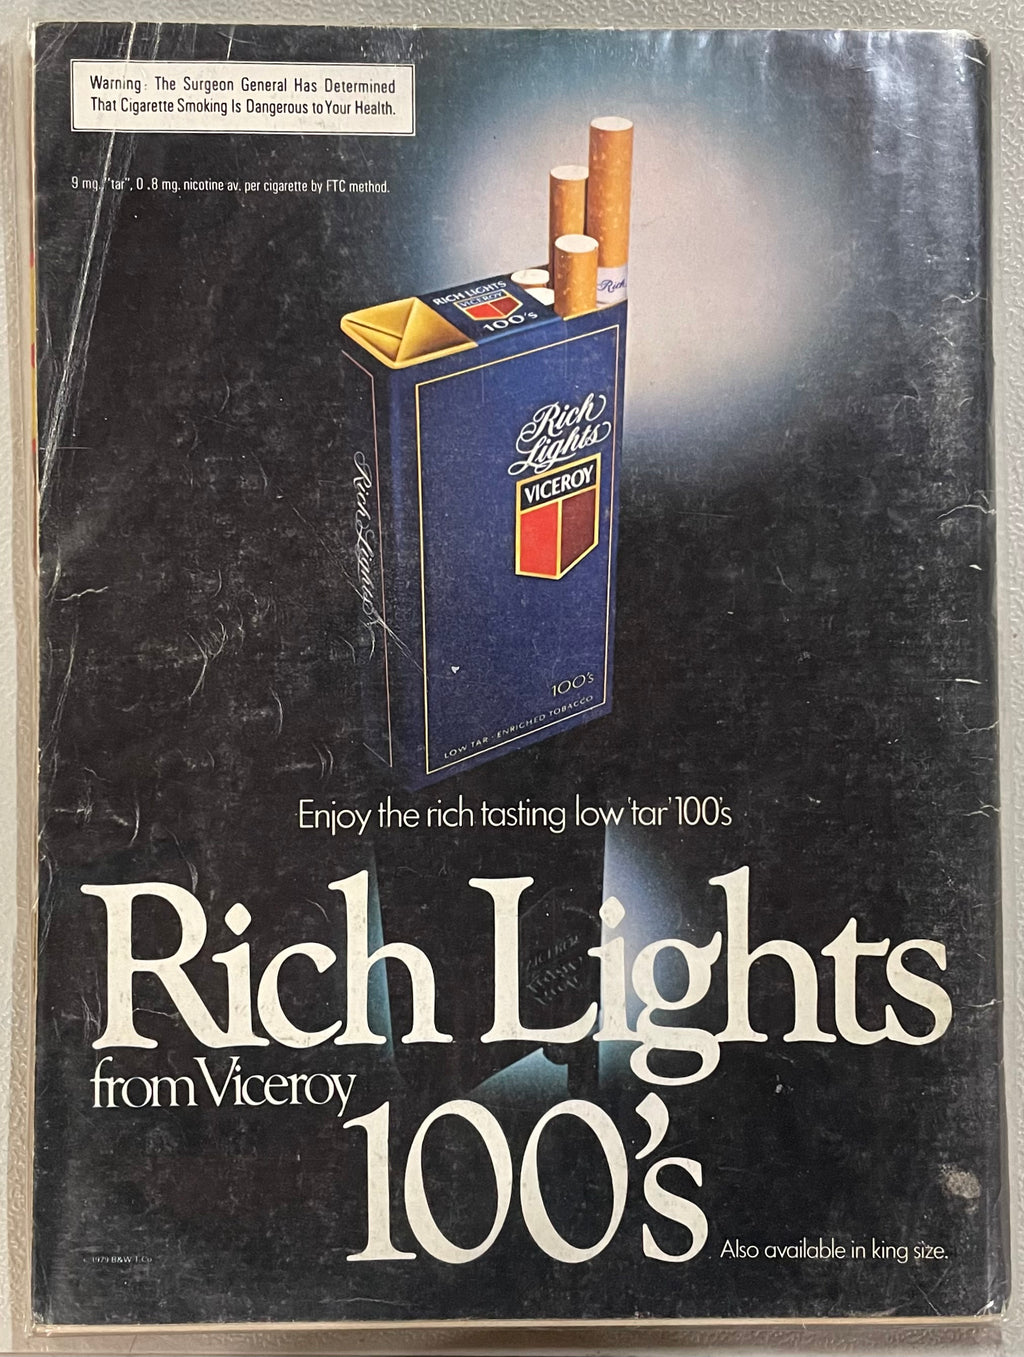 Warning: The Surgeon General Has Determined
That Cigarette Smoking Is Dangerous to Your Health.
9 mg. "tar", 0.8 mg. nicotine av. per cigarette by FTC method.
Rich
RICH LIGHTS
VICEROY
100's
Rich
Lights
VICEROY
Rich Lights
100's
LOW TAR · ENRICHED TOBACCO
Enjoy the rich tasting low 'tar' 100's
Rich Lights
from Viceroy
100's
Also available in king size.
© 1979 B&W T Co